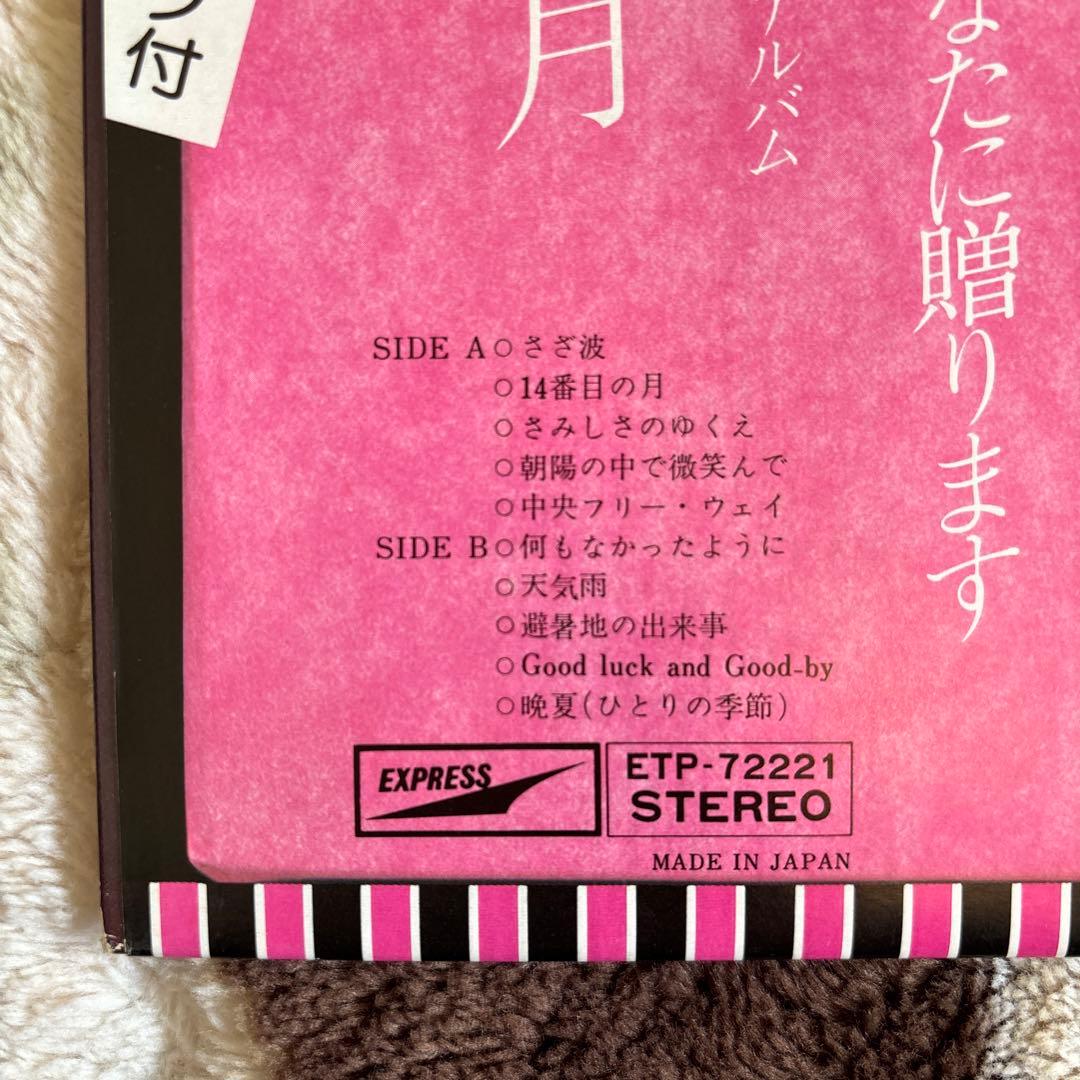 なたに贈ります
アルバム
月
付
SIDE A ○さざ波
○14番目の月
○さみしさのゆくえ
○朝陽の中で微笑んで
○中央フリー・ウェイ
SIDE B ○何もなかったように
○天気雨
○避暑地の出来事
○Good luck and Good-by
○晩夏(ひとりの季節)
EXPRESS
ETP-72221
STEREO
MADE IN JAPAN